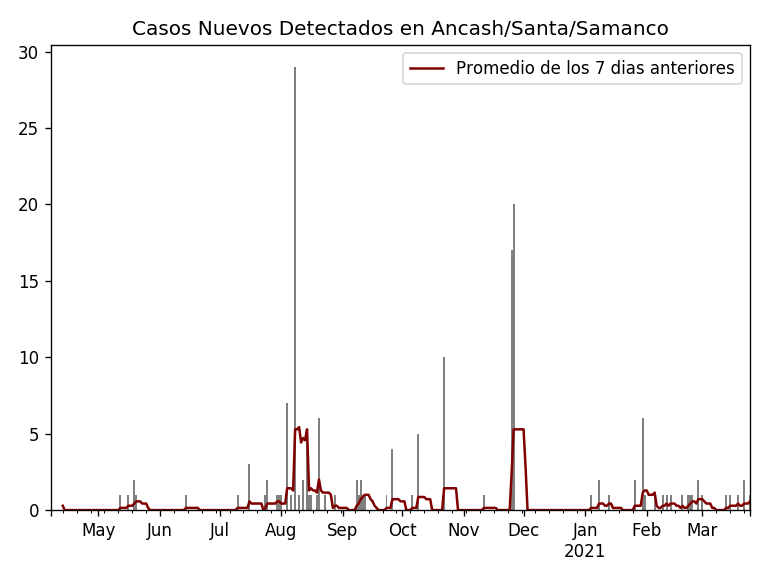 Casos Nuevos Detectados en Ancash/Santa/Samanco
Promedio de los 7 dias anteriores
30
25
20
15
10
5
0
May Jun Jul Aug Sep Oct Nov Dec Jan Feb Mar
2021